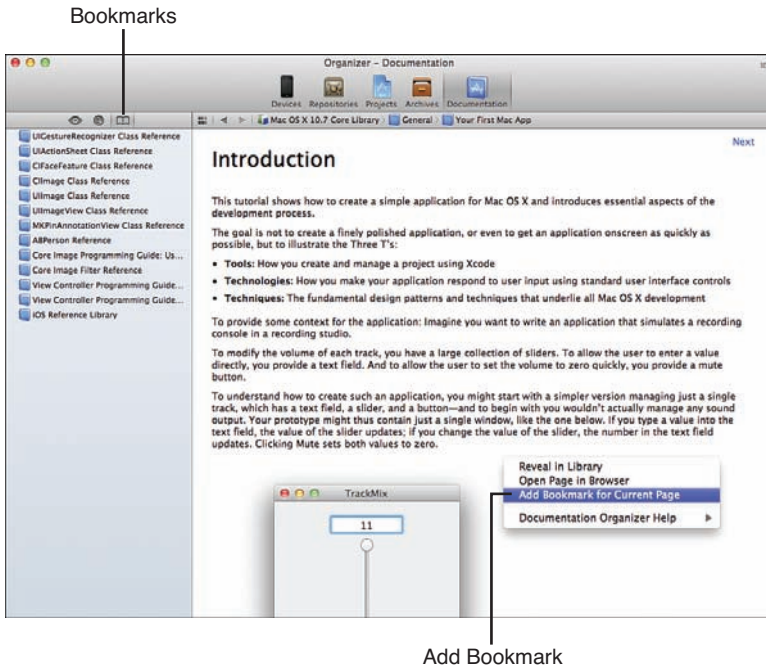 Bookmarks
Organizer – Documentation
Devices Repositories Projects Archives Documentation
Mac OS X 10.7 Core Library General Your First Mac App
UIGestureRecognizer Class Reference
UIActionSheet Class Reference
CIFaceFeature Class Reference
CIImage Class Reference
UIImage Class Reference
UIImageView Class Reference
MKPinAnnotationView Class Reference
ABPerson Reference
Core Image Programming Guide: Us...
Core Image Filter Reference
View Controller Programming Guide...
View Controller Programming Guide...
iOS Reference Library
Next
Introduction
This tutorial shows how to create a simple application for Mac OS X and introduces essential aspects of the
development process.
The goal is not to create a finely polished application, or even to get an application onscreen as quickly as
possible, but to illustrate the Three T's:
• Tools: How you create and manage a project using Xcode
• Technologies: How you make your application respond to user input using standard user interface controls
• Techniques: The fundamental design patterns and techniques that underlie all Mac OS X development
To provide some context for the application: Imagine you want to write an application that simulates a recording
console in a recording studio.
To modify the volume of each track, you have a large collection of sliders. To allow the user to enter a value
directly, you provide a text field. And to allow the user to set the volume to zero quickly, you provide a mute
button.
To understand how to create such an application, you might start with a simpler version managing just a single
track, which has a text field, a slider, and a button—and to begin with you wouldn't actually manage any sound
output. Your prototype might thus contain just a single window, like the one below. If you type a value into the
text field, the value of the slider updates; if you change the value of the slider, the number in the text field
updates. Clicking Mute sets both values to zero.
Reveal in Library
Open Page in Browser
Add Bookmark for Current Page
Documentation Organizer Help
TrackMix
11
Add Bookmark